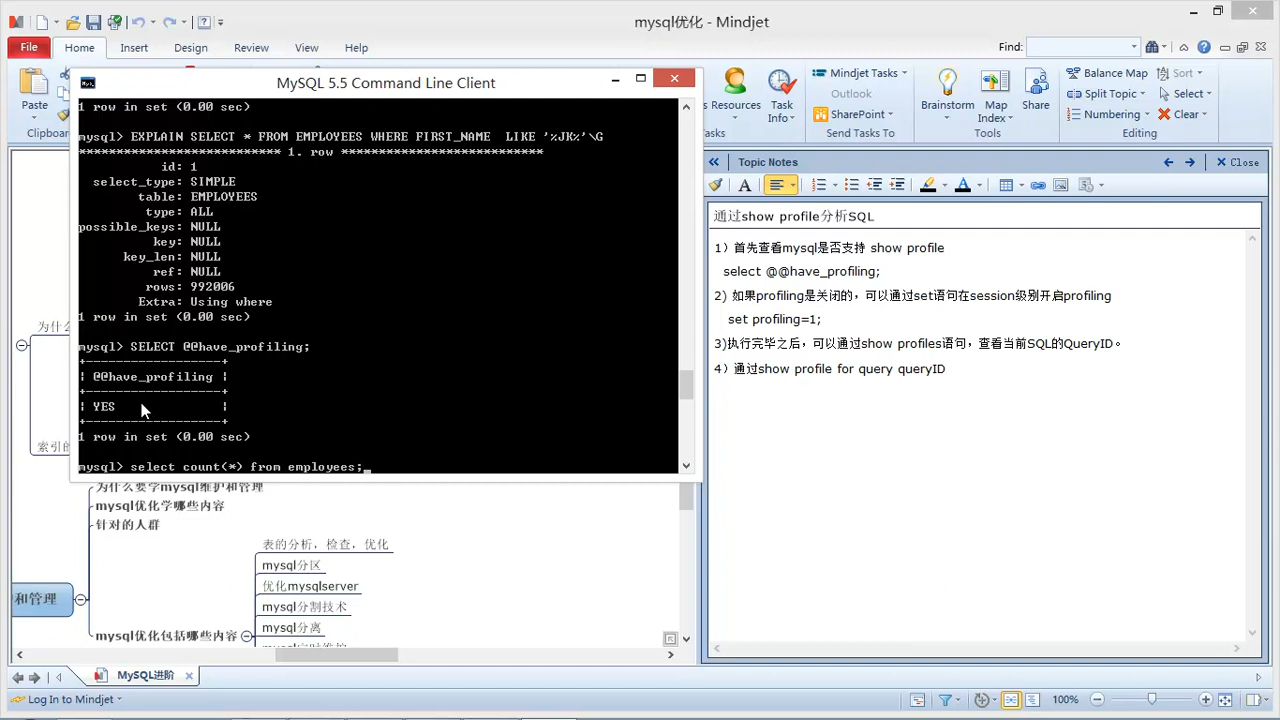 mysql优化 - Mindjet
File Home Insert Design Review View Help
Find:
Paste
Clipboard
Resources
Task Info
Tasks
Mindjet Tasks
Outlook
SharePoint
Send Tasks To
Brainstorm
Map Index
Share
Tools
Balance Map
Split Topic
Numbering
Sort
Select
Clear
Editing
MySQL 5.5 Command Line Client
1 row in set (0.00 sec)
mysql> EXPLAIN SELECT * FROM EMPLOYEES WHERE FIRST_NAME  LIKE '%JK%'\G
*************************** 1. row ***************************
id: 1
select_type: SIMPLE
table: EMPLOYEES
type: ALL
possible_keys: NULL
key: NULL
key_len: NULL
ref: NULL
rows: 992006
Extra: Using where
1 row in set (0.00 sec)
mysql> SELECT @@have_profiling;
+------------------+
| @@have_profiling |
+------------------+
| YES              |
+------------------+
1 row in set (0.00 sec)
mysql> select count(*) from employees;
Topic Notes
Close
通过show profile分析SQL
1）首先查看mysql是否支持 show profile
select @@have_profiling;
2) 如果profiling是关闭的，可以通过set语句在session级别开启profiling
set profiling=1;
3)执行完毕之后，可以通过show profiles语句，查看当前SQL的QueryID。
4）通过show profile for query queryID
为什么
索引的
为什么要学mysql维护和管理
mysql优化学哪些内容
针对的人群
表的分析，检查，优化
mysql分区
优化mysqlserver
和管理
mysql分割技术
mysql分离
mysql优化包括哪些内容
mysql定时维护
MySQL进阶
Log In to Mindjet
100%